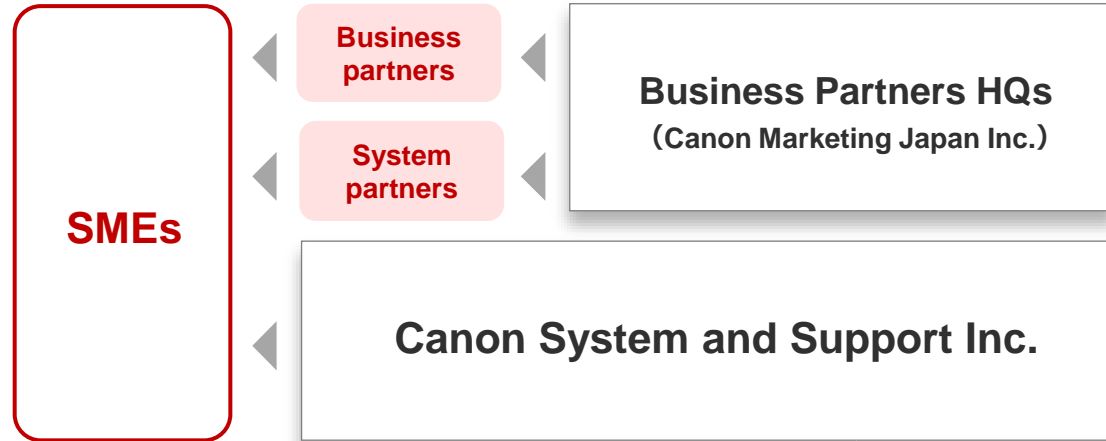 SMEs
Business
partners
System
partners
Business Partners HQs
（Canon Marketing Japan Inc.）
Canon System and Support Inc.